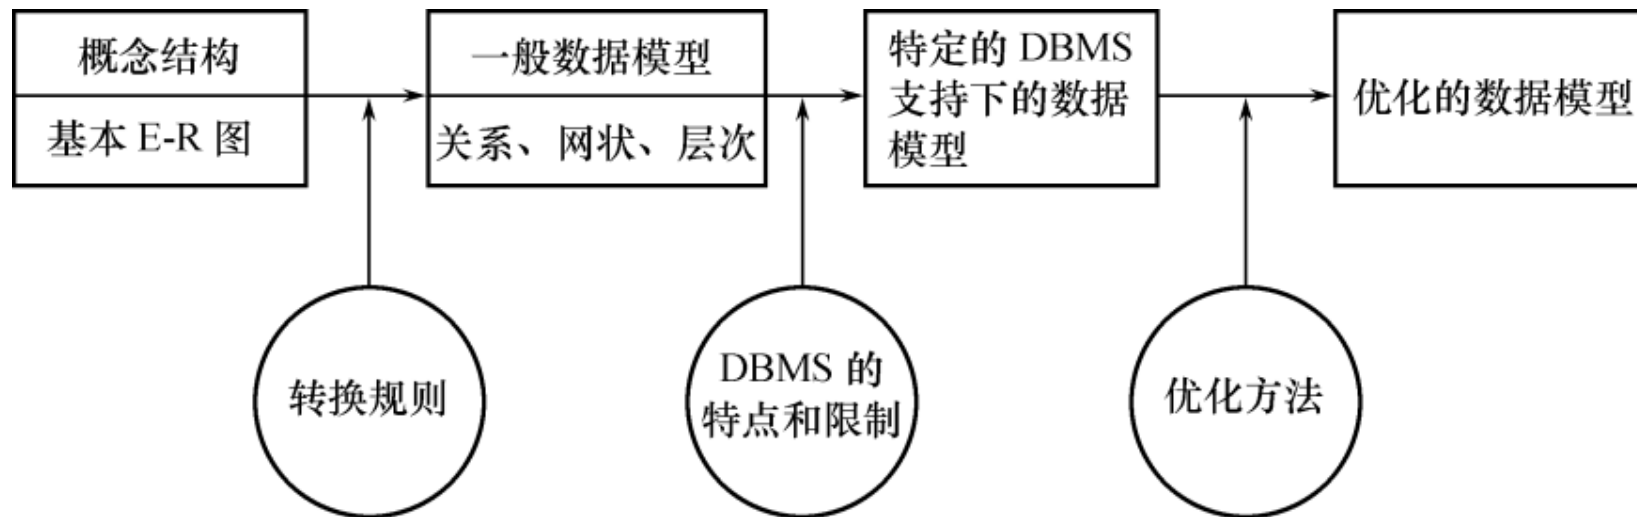 概念结构
基本 E-R 图
一般数据模型
关系、网状、层次
特定的 DBMS
支持下的数据
模型
优化的数据模型
转换规则
DBMS 的
特点和限制
优化方法